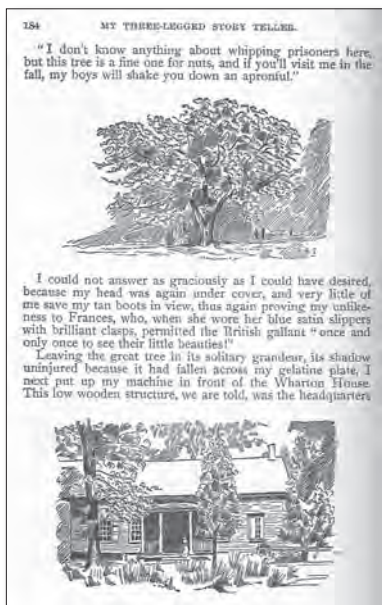 184 MY THREE-LEGGED STORY TELLER.
"I don't know anything about whipping prisoners here,
but this tree is a fine one for nuts, and if you'll visit me in the
fall, my boys will shake you down an apronful."
I could not answer as graciously as I could have desired,
because my head was again under cover, and very little of
me save my tan boots in view, thus again proving my unlike-
ness to Frances, who, when she wore her blue satin slippers
with brilliant clasps, permitted the British gallant "once and
only once to see their little beauties!"
Leaving the great tree in its solitary grandeur, its shadow
uninjured because it had fallen across my gelatine plate, I
next put up my machine in front of the Wharton House.
This low wooden structure, we are told, was the headquarters